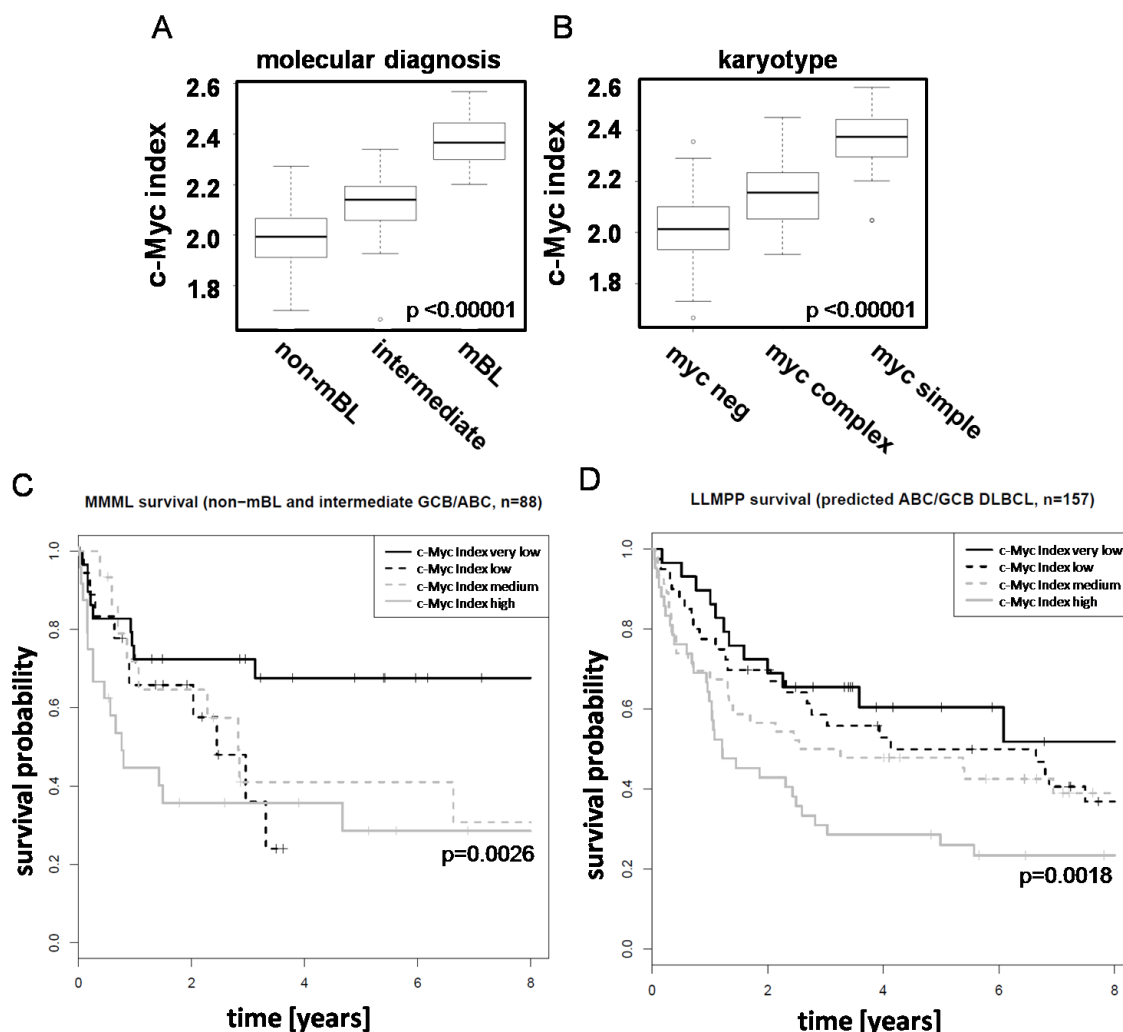 A
molecular diagnosis
c-Myc index
2.6
2.4
2.2
2.0
1.8
p <0.00001
non-mBL
intermediate
mBL
B
karyotype
c-Myc index
2.6
2.4
2.2
2.0
1.8
p <0.00001
myc neg
myc complex
myc simple
C
MMML survival (non−mBL and intermediate GCB/ABC, n=88)
survival probability
1.0
0.8
0.6
0.4
0.2
0.0
c-Myc Index very low
c-Myc Index low
c-Myc Index medium
c-Myc Index high
p=0.0026
0 2 4 6 8
time [years]
D
LLMPP survival (predicted ABC/GCB DLBCL, n=157)
survival probability
1.0
0.8
0.6
0.4
0.2
0.0
c-Myc Index very low
c-Myc Index low
c-Myc Index medium
c-Myc Index high
p=0.0018
0 2 4 6 8
time [years]